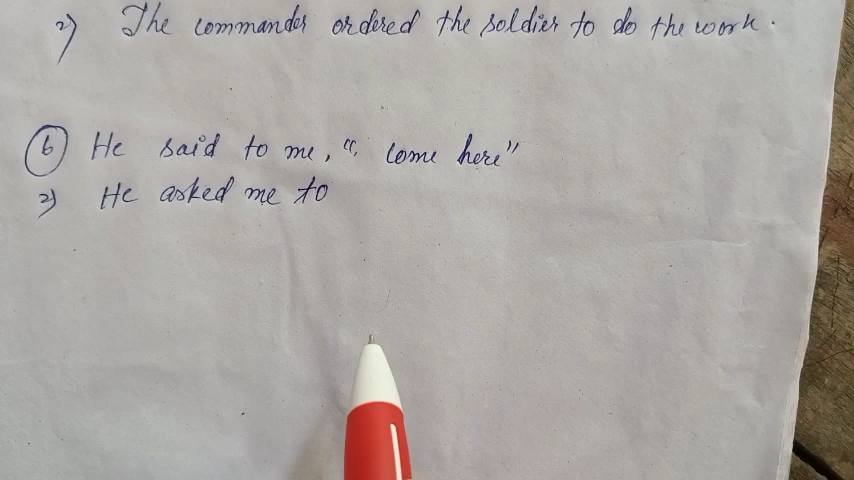 2) The commander ordered the soldier to do the work.
6 He said to me, "come here"
2) He asked me to